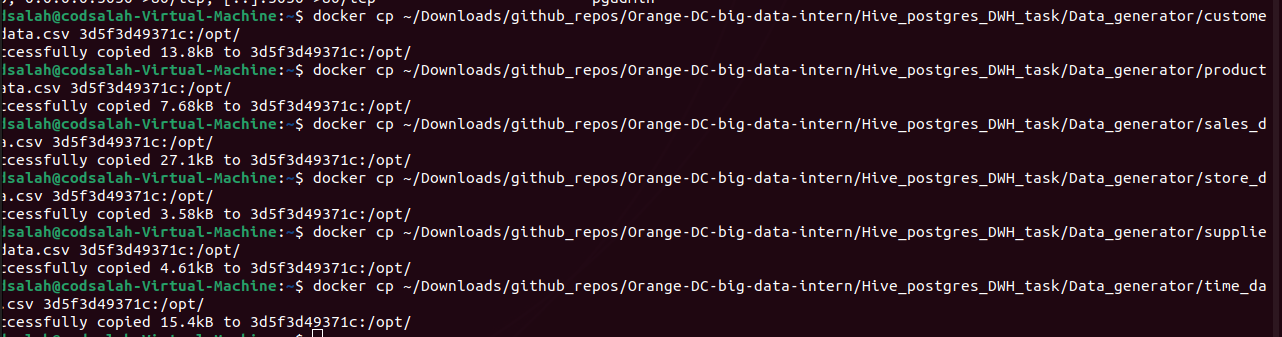 docker cp ~/Downloads/github_repos/Orange-DC-big-data-intern/Hive_postgres_DWH_task/Data_generator/custome
data.csv 3d5f3d49371c:/opt/
ccessfully copied 13.8kB to 3d5f3d49371c:/opt/
dsalah@codsalah-Virtual-Machine:~$ docker cp ~/Downloads/github_repos/Orange-DC-big-data-intern/Hive_postgres_DWH_task/Data_generator/product
ata.csv 3d5f3d49371c:/opt/
ccessfully copied 7.68kB to 3d5f3d49371c:/opt/
dsalah@codsalah-Virtual-Machine:~$ docker cp ~/Downloads/github_repos/Orange-DC-big-data-intern/Hive_postgres_DWH_task/Data_generator/sales_d
a.csv 3d5f3d49371c:/opt/
ccessfully copied 27.1kB to 3d5f3d49371c:/opt/
dsalah@codsalah-Virtual-Machine:~$ docker cp ~/Downloads/github_repos/Orange-DC-big-data-intern/Hive_postgres_DWH_task/Data_generator/store_d
a.csv 3d5f3d49371c:/opt/
ccessfully copied 3.58kB to 3d5f3d49371c:/opt/
dsalah@codsalah-Virtual-Machine:~$ docker cp ~/Downloads/github_repos/Orange-DC-big-data-intern/Hive_postgres_DWH_task/Data_generator/supplie
data.csv 3d5f3d49371c:/opt/
ccessfully copied 4.61kB to 3d5f3d49371c:/opt/
dsalah@codsalah-Virtual-Machine:~$ docker cp ~/Downloads/github_repos/Orange-DC-big-data-intern/Hive_postgres_DWH_task/Data_generator/time_da
.csv 3d5f3d49371c:/opt/
ccessfully copied 15.4kB to 3d5f3d49371c:/opt/